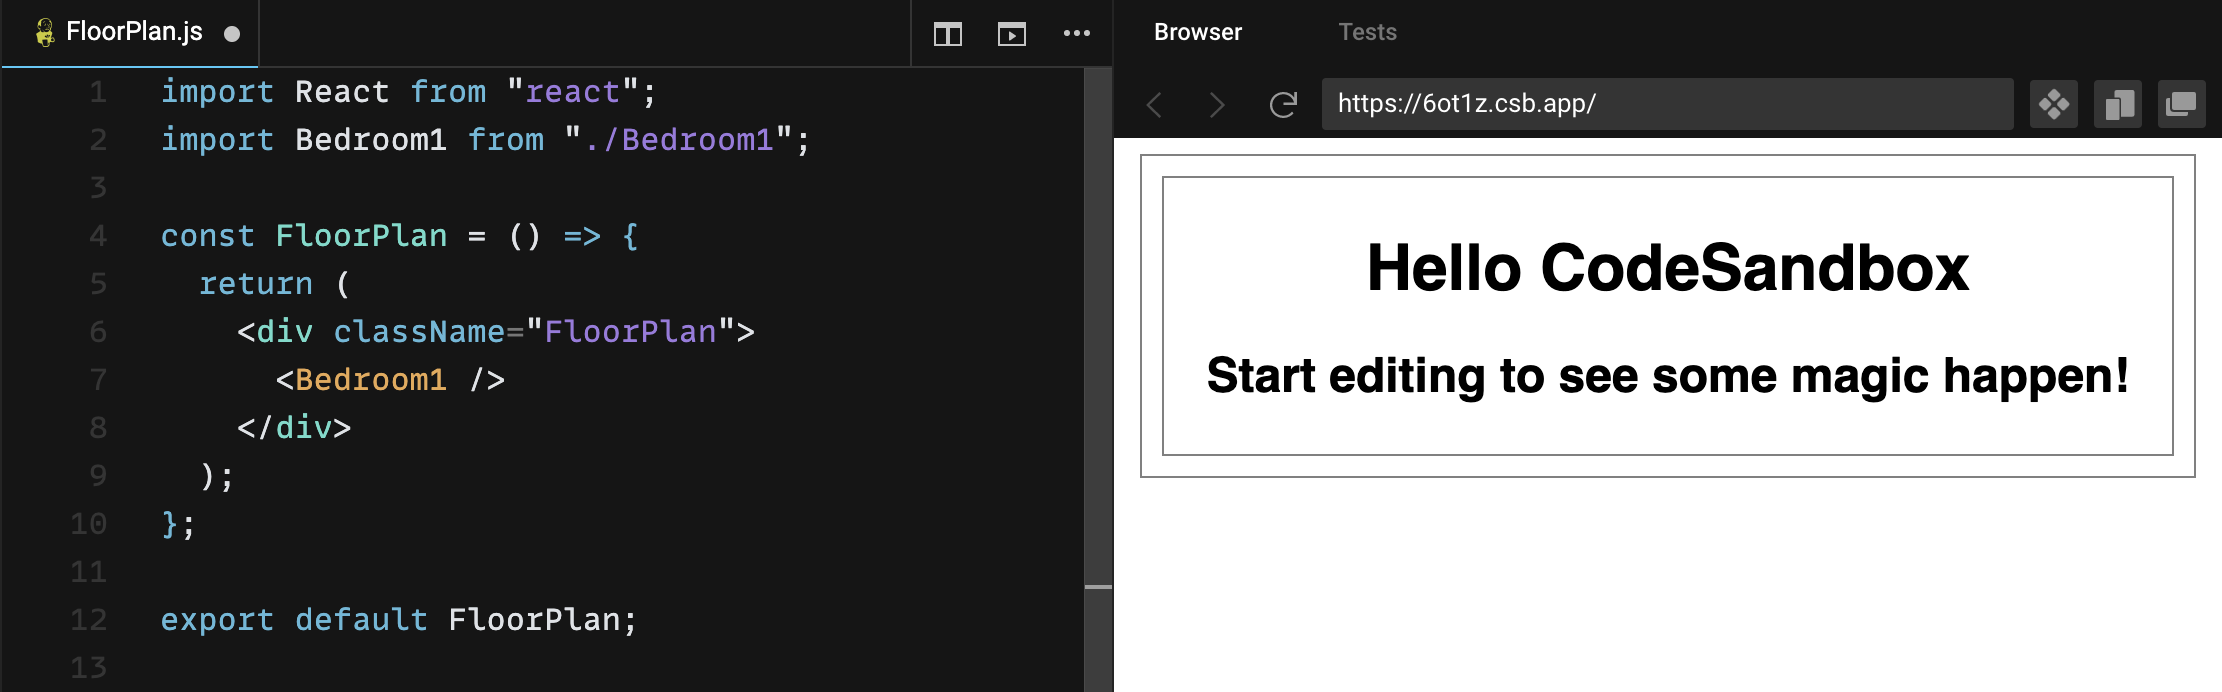 FloorPlan.js
1 import React from "react";
2 import Bedroom1 from "./Bedroom1";
3
4 const FloorPlan = () => {
5   return (
6     <div className="FloorPlan">
7       <Bedroom1 />
8     </div>
9   );
10 };
11
12 export default FloorPlan;
13
Browser Tests
https://6ot1z.csb.app/
Hello CodeSandbox
Start editing to see some magic happen!